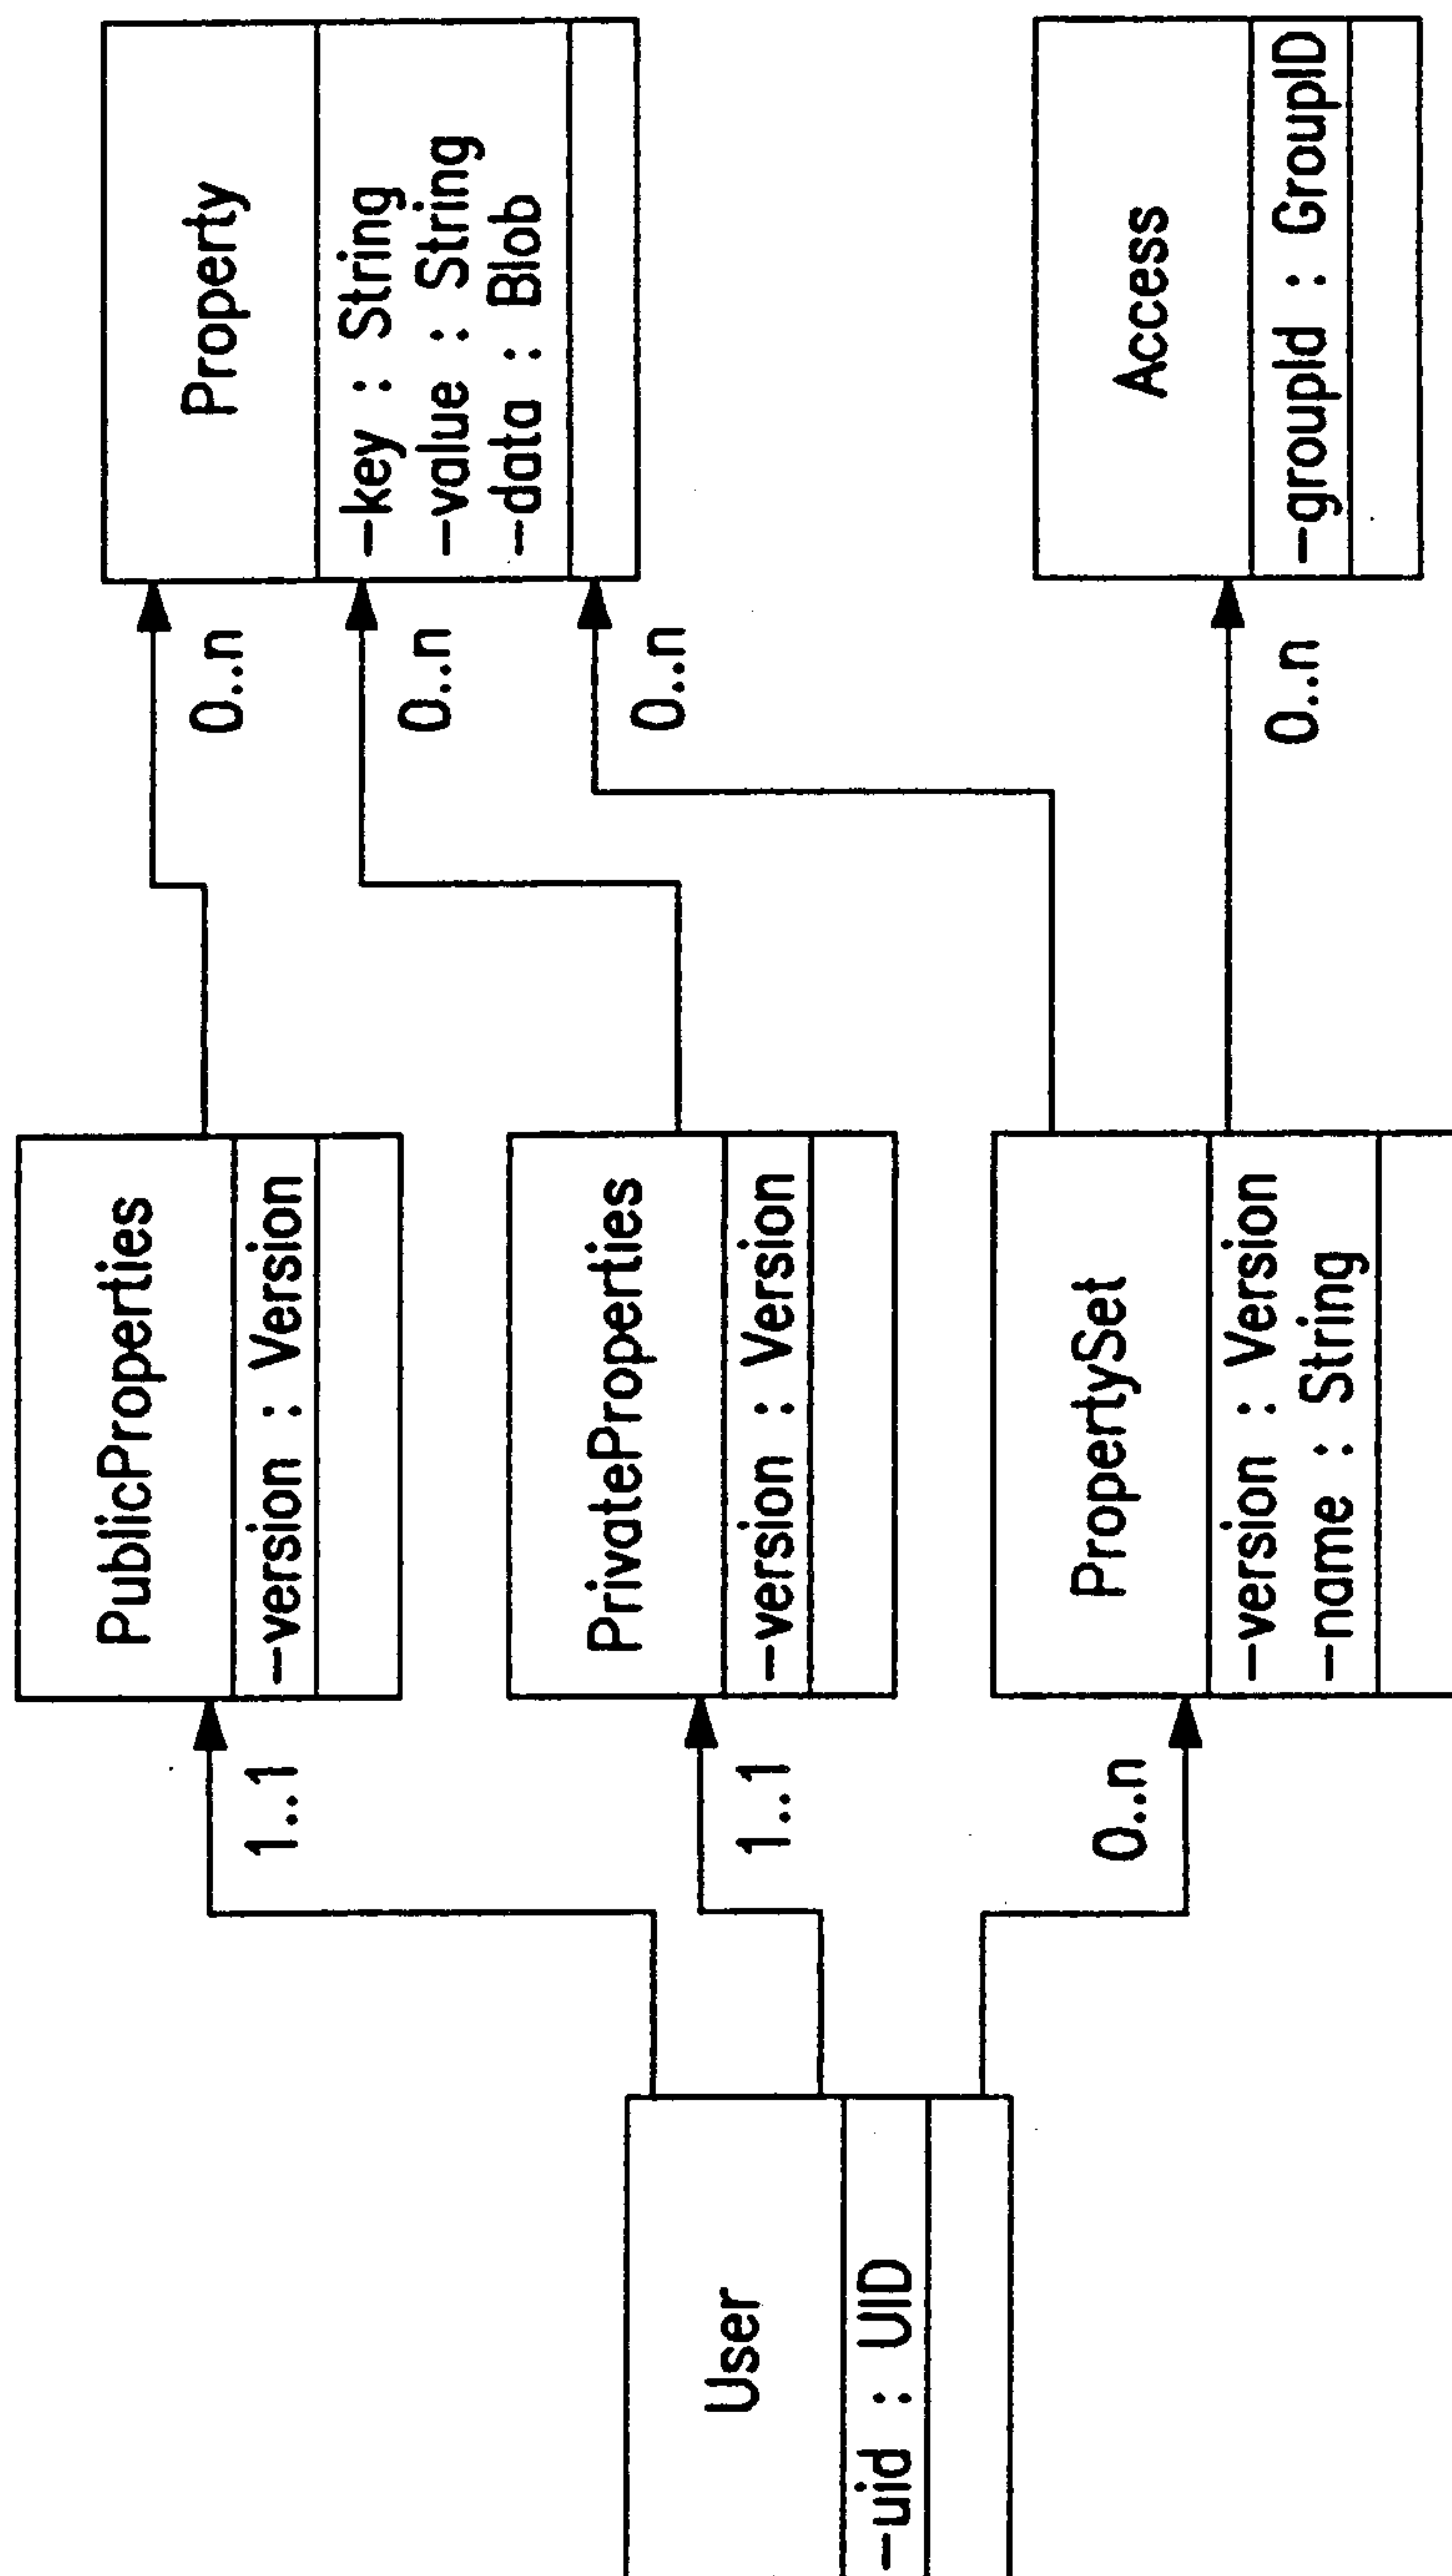 User
-uid : UID
1..1
1..1
0..n
PublicProperties
-version : Version
PrivateProperties
-version : Version
PropertySet
-version : Version
-name : String
0..n
0..n
0..n
0..n
Property
-key : String
-value : String
-data : Blob
Access
-groupId : GroupID